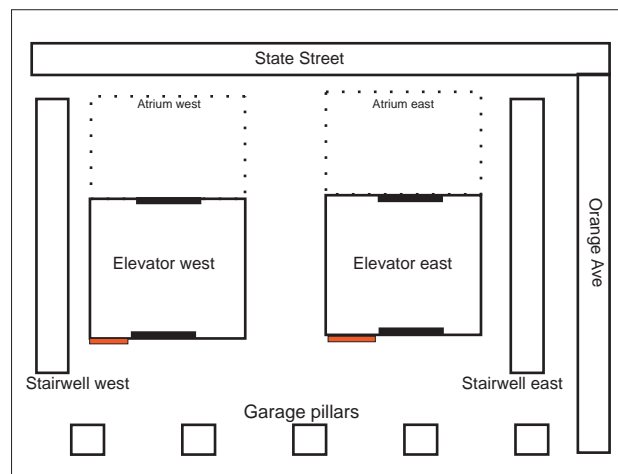 State Street
Atrium west
Atrium east
Orange Ave
Elevator west
Elevator east
Stairwell west
Stairwell east
Garage pillars